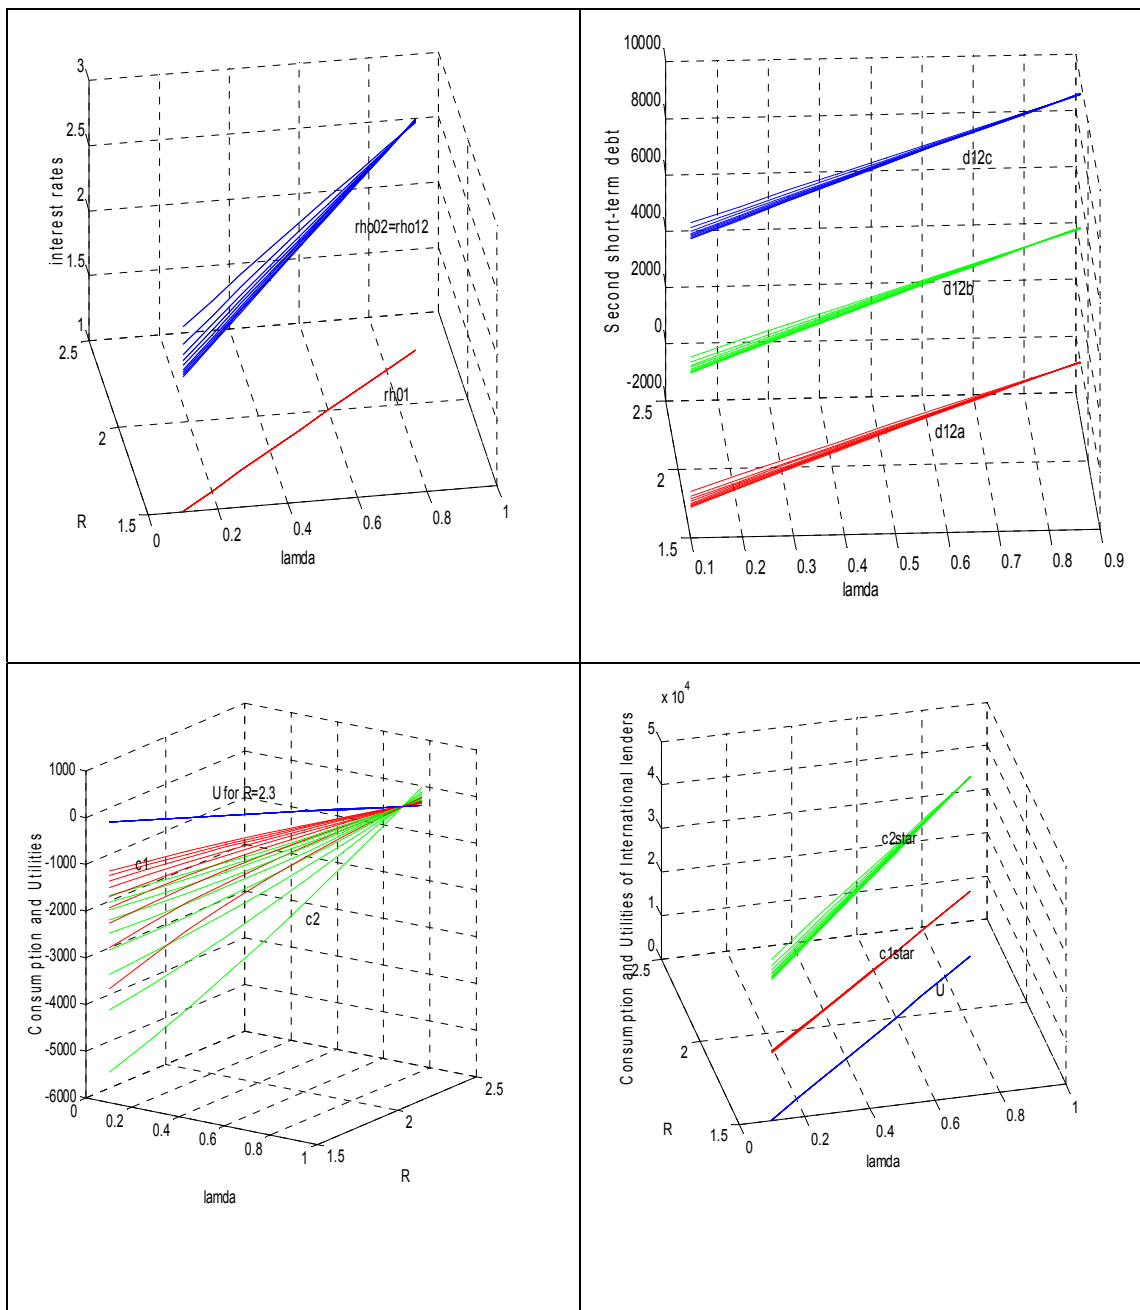 3
2.5
2
1.5
1
2.5
2
1.5
R
interest rates
rho02=rho12
rh01
0
0.2
0.4
0.6
0.8
1
lamda
10000
8000
6000
4000
2000
0
-2000
2.5
2
1.5
Second short-term debt
d12c
d12b
d12a
0.1
0.2
0.3
0.4
0.5
0.6
0.7
0.8
0.9
lamda
1000
0
-1000
-2000
-3000
-4000
-5000
-6000
Consumption and Utilities
U for R=2.3
c1
c2
0
0.2
0.4
0.6
0.8
1
lamda
1.5
2
2.5
R
x 10^4
5
4
3
2
1
0
2.5
2
1.5
R
Consumption and Utilities of International lenders
c2star
c1star
U
0
0.2
0.4
0.6
0.8
1
lamda